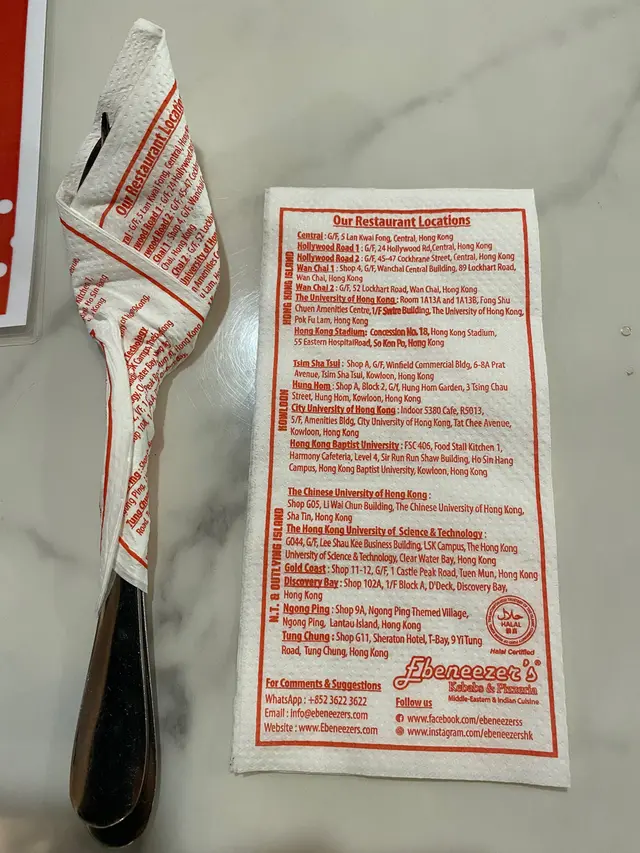 Our Restaurant Locations
HONG KONG ISLAND
Central : G/F, 5 Lan Kwai Fong, Central, Hong Kong
Hollywood Road 1 : G/F, 24 Hollywood Rd,Central, Hong Kong
Hollywood Road 2 : G/F, 45-47 Cockhrane Street, Central, Hong Kong
Wan Chai 1 : Shop 4, G/F, Wanchai Central Building, 89 Lockhart Road,
Wan Chai, Hong Kong
Wan Chai 2 : G/F, 52 Lockhart Road, Wan Chai, Hong Kong
The University of Hong Kong : Room 1A13A and 1A13B, Fong Shu
Chuen Amenities Centre,1/F Swire Building, The University of Hong Kong,
Pok Fu Lam, Hong Kong
Hong Kong Stadium: Concession No. 18, Hong Kong Stadium,
55 Eastern HospitalRoad, So Kon Po, Hong Kong
KOWLOON
Tsim Sha Tsui : Shop A, G/F, Winfield Commercial Bldg, 6-8A Prat
Avenue, Tsim Sha Tsui, Kowloon, Hong Kong
Hung Hom : Shop A, Block 2, G/f, Hung Hom Garden, 3 Tsing Chau
Street, Hung Hom, Kowloon, Hong Kong
City University of Hong Kong : Indoor 5380 Cafe, R5013,
5/F, Amenities Bldg, City University of Hong Kong, Tat Chee Avenue,
Kowloon, Hong Kong
Hong Kong Baptist University : FSC 406, Food Stall Kitchen 1,
Harmony Cafeteria, Level 4, Sir Run Run Shaw Building, Ho Sin Hang
Campus, Hong Kong Baptist University, Kowloon, Hong Kong
N.T. & OUTLYING ISLAND
The Chinese University of Hong Kong :
Shop G05, Li Wai Chun Building, The Chinese University of Hong Kong,
Sha Tin, Hong Kong
The Hong Kong University of Science & Technology :
G044, G/F, Lee Shau Kee Business Building, LSK Campus, The Hong Kong
University of Science & Technology, Clear Water Bay, Hong Kong
Gold Coast : Shop 11-12, G/F, 1 Castle Peak Road, Tuen Mun, Hong Kong
Discovery Bay : Shop 102A, 1/F Block A, D'Deck, Discovery Bay,
Hong Kong
Ngong Ping : Shop 9A, Ngong Ping Themed Village,
Ngong Ping, Lantau Island, Hong Kong
Tung Chung : Shop G11, Sheraton Hotel, T-Bay, 9 Yi Tung
Road, Tung Chung, Hong Kong
حلال
HALAL
Halal Certified
Ebeneezer's®
Kebabs & Pizzeria
Middle-Eastern & Indian Cuisine
For Comments & Suggestions
WhatsApp : +852 3622 3622
Email : info@ebeneezers.com
Website : www.Ebeneezers.com
Follow us
www.facebook.com/ebeneezerss
www.instagram.com/ebeneezershk
Our Restaurant Locatio